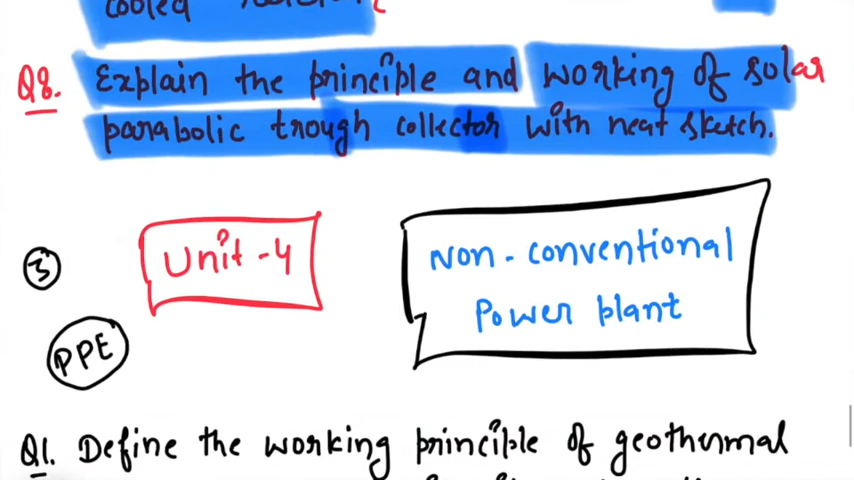 cooled
Q8. Explain the principle and working of solar
parabolic trough collector with neat sketch.
3
Unit-4
Non-conventional
Power plant
PPE
Q1. Define the working principle of geothermal